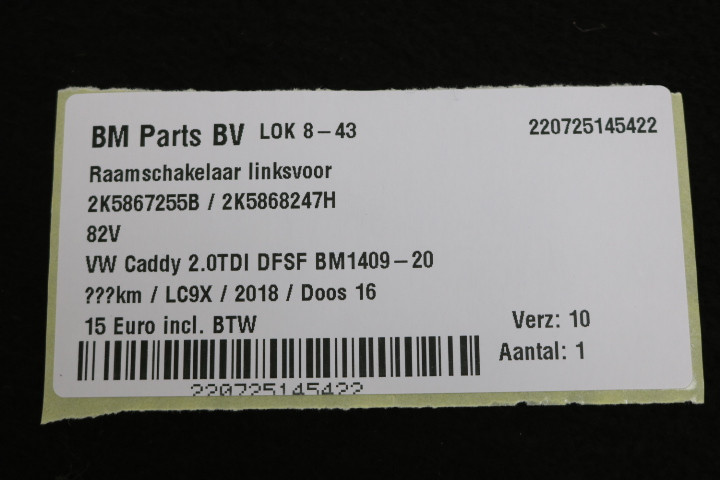 BM Parts BV LOK 8-43 220725145422
Raamschakelaar linksvoor
2K5867255B / 2K5868247H
82V
VW Caddy 2.0TDI DFSF BM1409-20
???km / LC9X / 2018 / Doos 16
15 Euro incl. BTW Verz: 10
Aantal: 1
220725145422